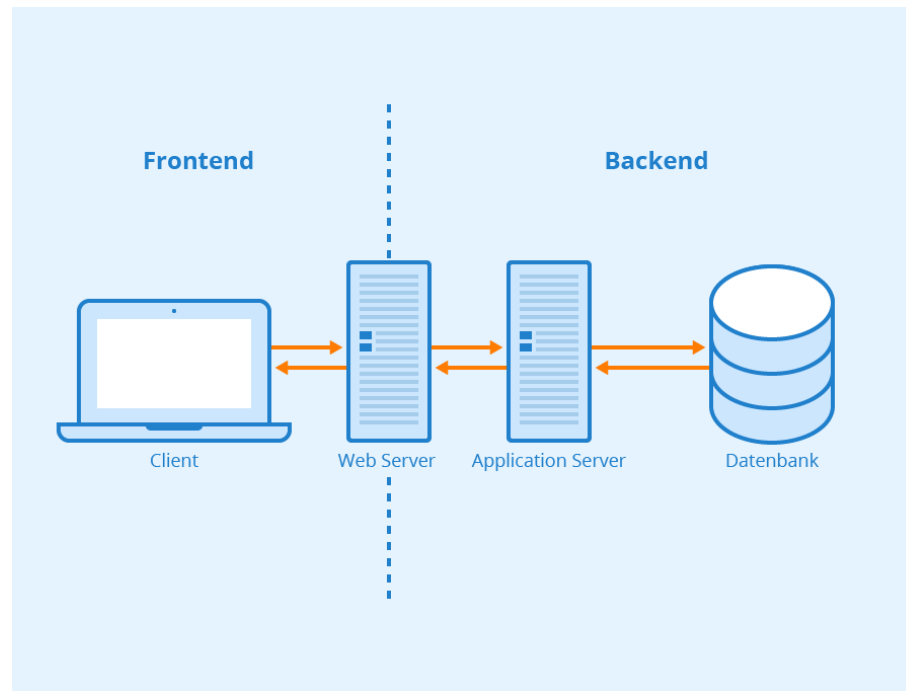 Frontend
Backend
Client
Web Server
Application Server
Datenbank